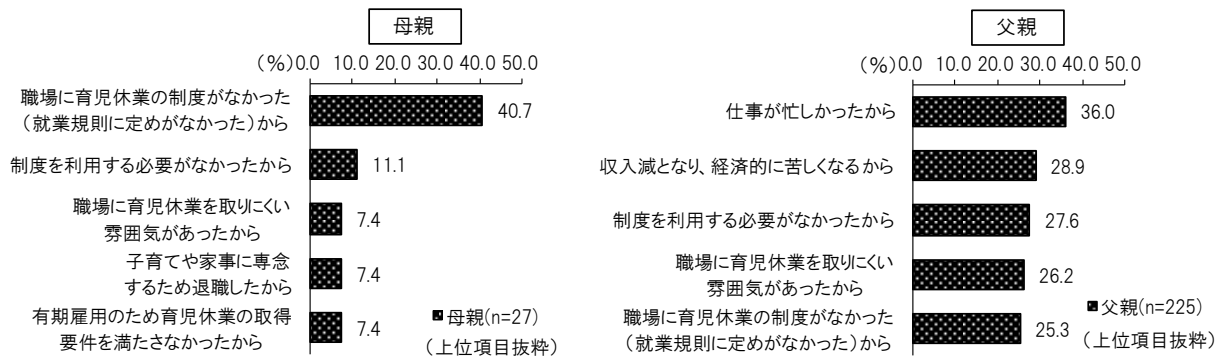 母親
(%)0.0 10.0 20.0 30.0 40.0 50.0
職場に育児休業の制度がなかった
(就業規則に定めがなかった)から
40.7
制度を利用する必要がなかったから
11.1
職場に育児休業を取りにくい
雰囲気があったから
7.4
子育てや家事に専念
するため退職したから
7.4
有期雇用のため育児休業の取得
要件を満たさなかったから
7.4
母親(n=27)
(上位項目抜粋)
父親
(%)0.0 10.0 20.0 30.0 40.0 50.0
仕事が忙しかったから
36.0
収入減となり、経済的に苦しくなるから
28.9
制度を利用する必要がなかったから
27.6
職場に育児休業を取りにくい
雰囲気があったから
26.2
職場に育児休業の制度がなかった
(就業規則に定めがなかった)から
25.3
父親(n=225)
(上位項目抜粋)